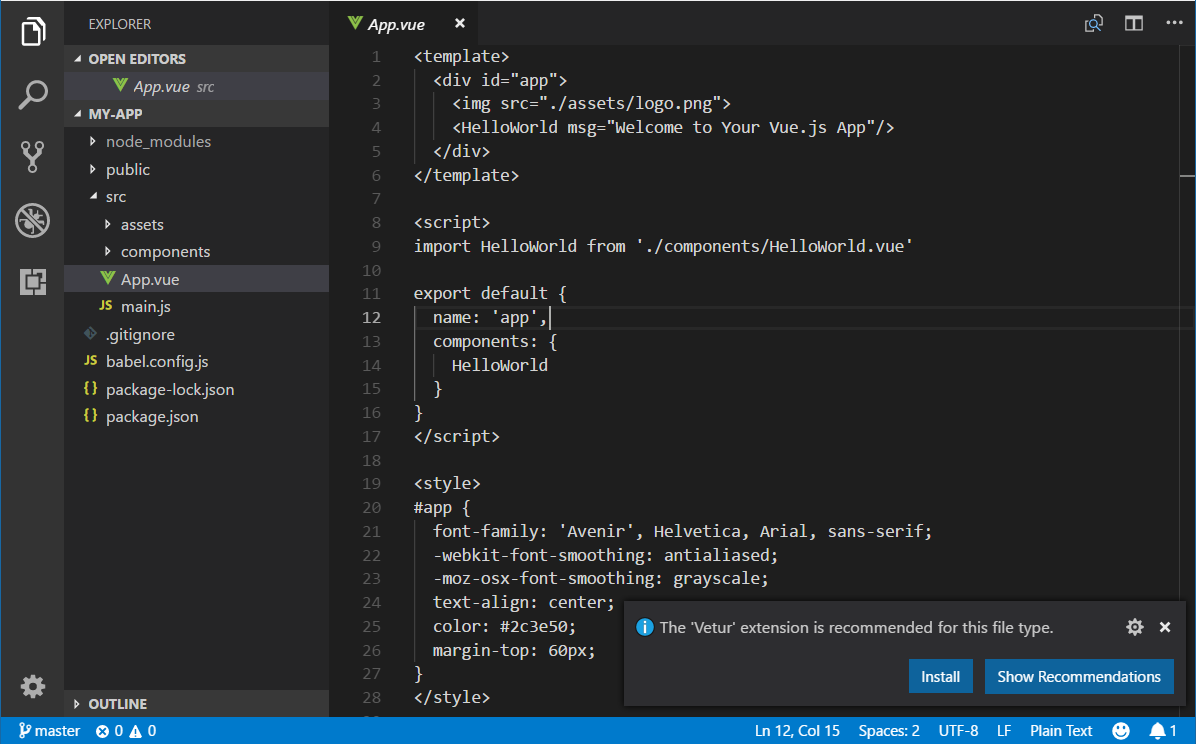 EXPLORER
OPEN EDITORS
App.vue src
MY-APP
node_modules
public
src
assets
components
App.vue
JS main.js
.gitignore
JS babel.config.js
{} package-lock.json
{} package.json
OUTLINE
App.vue
1 <template>
2   <div id="app">
3     <img src="./assets/logo.png">
4     <HelloWorld msg="Welcome to Your Vue.js App"/>
5   </div>
6 </template>
7
8 <script>
9 import HelloWorld from './components/HelloWorld.vue'
10
11 export default {
12   name: 'app',
13   components: {
14     HelloWorld
15   }
16 }
17 </script>
18
19 <style>
20 #app {
21   font-family: 'Avenir', Helvetica, Arial, sans-serif;
22   -webkit-font-smoothing: antialiased;
23   -moz-osx-font-smoothing: grayscale;
24   text-align: center;
25   color: #2c3e50;
26   margin-top: 60px;
27 }
28 </style>
The 'Vetur' extension is recommended for this file type.
Install Show Recommendations
master 0 0 Ln 12, Col 15 Spaces: 2 UTF-8 LF Plain Text 1